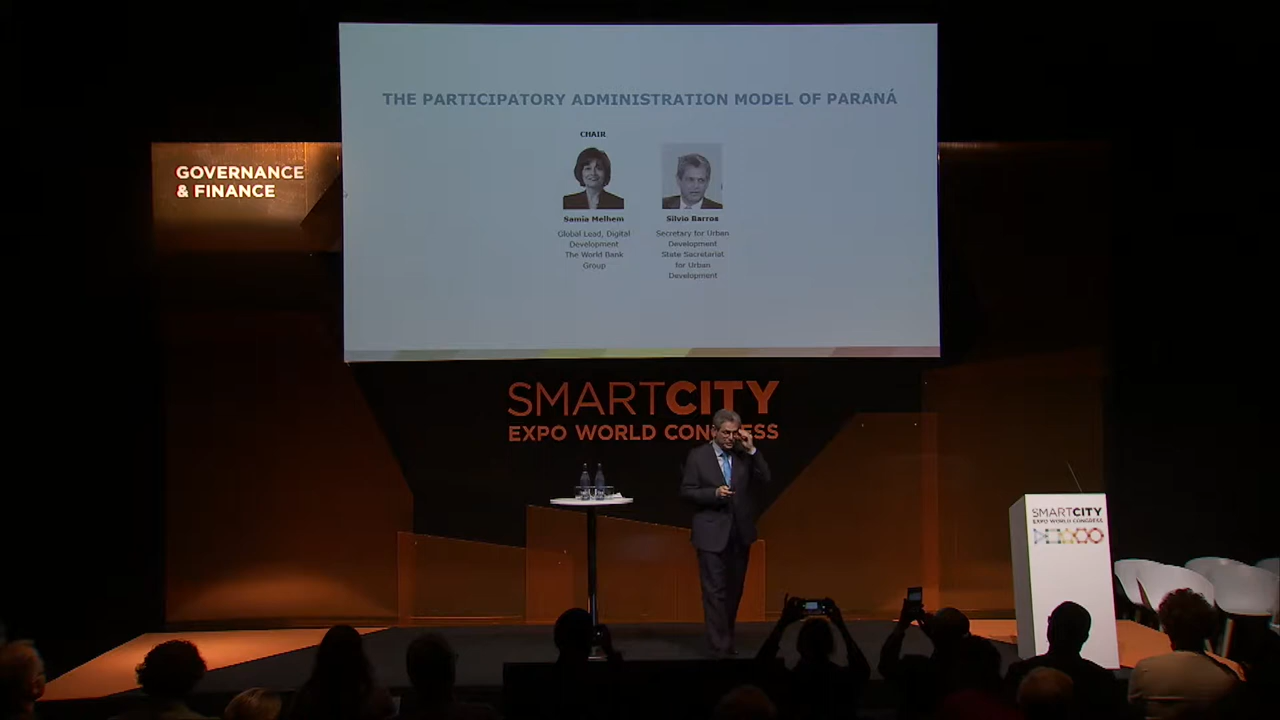 THE PARTICIPATORY ADMINISTRATION MODEL OF PARANÁ
CHAIR
Samia Melhem
Global Lead, Digital
Development
The World Bank
Group
Silvio Barros
Secretary for Urban
Development
State Secretariat
for Urban
Development
GOVERNANCE
& FINANCE
SMARTCITY
EXPO WORLD CONGRESS
SMARTCITY
EXPO WORLD CONGRESS